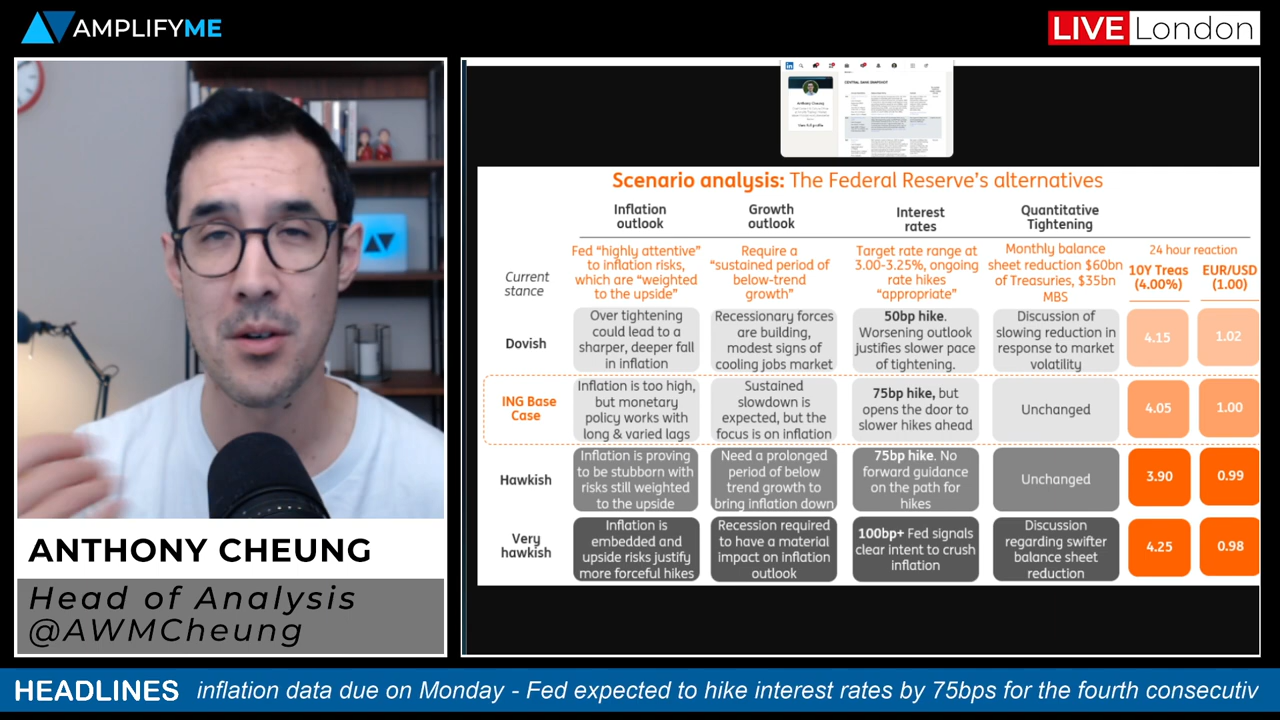 AMPLIFYME
LIVE London
CENTRAL BANK SNAPSHOT
Anthony Cheung
View full profile
Scenario analysis: The Federal Reserve's alternatives
Inflation
outlook
Growth
outlook
Interest
rates
Quantitative
Tightening
24 hour reaction
10Y Treas
(4.00%)
EUR/USD
(1.00)
Current
stance
Fed “highly attentive”
to inflation risks,
which are “weighted
to the upside”
Require a
“sustained period of
below-trend
growth”
Target rate range at
3.00-3.25%, ongoing
rate hikes
“appropriate”
Monthly balance
sheet reduction $60bn
of Treasuries, $35bn
MBS
Dovish
Over tightening
could lead to a
sharper, deeper fall
in inflation
Recessionary forces
are building,
modest signs of
cooling jobs market
50bp hike.
Worsening outlook
justifies slower pace
of tightening.
Discussion of
slowing reduction in
response to market
volatility
4.15
1.02
ING Base
Case
Inflation is too high,
but monetary
policy works with
long & varied lags
Sustained
slowdown is
expected, but the
focus is on inflation
75bp hike, but
opens the door to
slower hikes ahead
Unchanged
4.05
1.00
Hawkish
Inflation is proving
to be stubborn with
risks still weighted
to the upside
Need a prolonged
period of below
trend growth to
bring inflation down
75bp hike. No
forward guidance
on the path for
hikes
Unchanged
3.90
0.99
Very
hawkish
Inflation is
embedded and
upside risks justify
more forceful hikes
Recession required
to have a material
impact on inflation
outlook
100bp+ Fed signals
clear intent to crush
inflation
Discussion
regarding swifter
balance sheet
reduction
4.25
0.98
ANTHONY CHEUNG
Head of Analysis
@AWMCheung
HEADLINES inflation data due on Monday - Fed expected to hike interest rates by 75bps for the fourth consecutiv